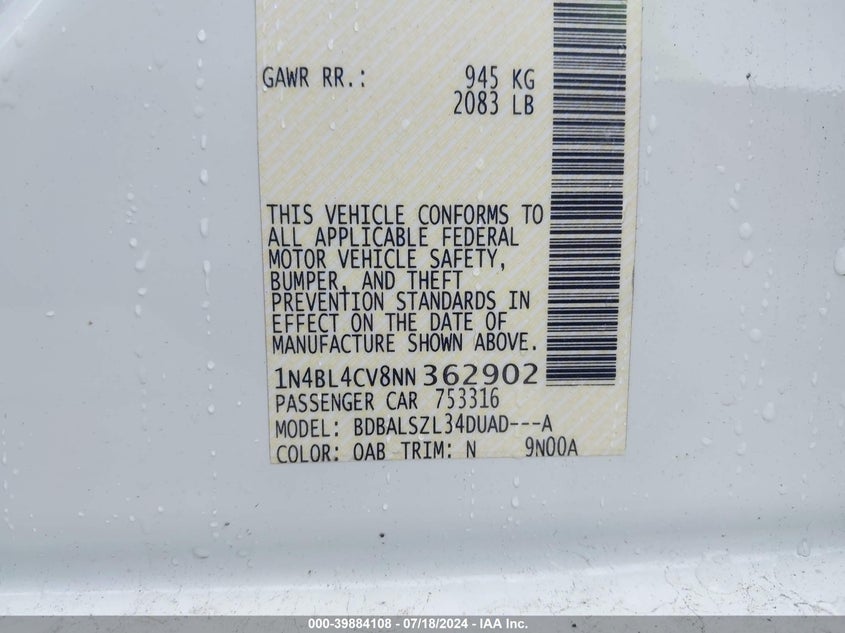 GAWR RR.: 945 KG
2083 LB
THIS VEHICLE CONFORMS TO
ALL APPLICABLE FEDERAL
MOTOR VEHICLE SAFETY,
BUMPER, AND THEFT
PREVENTION STANDARDS IN
EFFECT ON THE DATE OF
MANUFACTURE SHOWN ABOVE.
1N4BL4CV8NN362902
PASSENGER CAR 753316
MODEL: BDBALSZL34DUAD---A
COLOR: QAB TRIM: N 9N00A
000-39884108 - 07/18/2024 - IAA Inc.